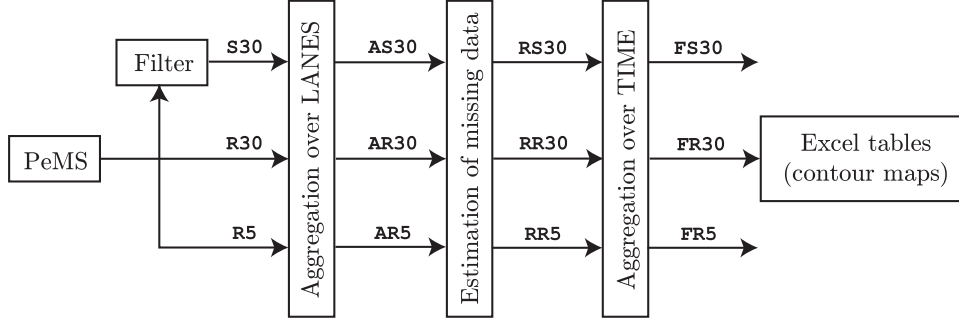 PeMS
Filter
S30
R30
R5
Aggregation over LANES
AS30
AR30
AR5
Estimation of missing data
RS30
RR30
RR5
Aggregation over TIME
FS30
FR30
FR5
Excel tables
(contour maps)